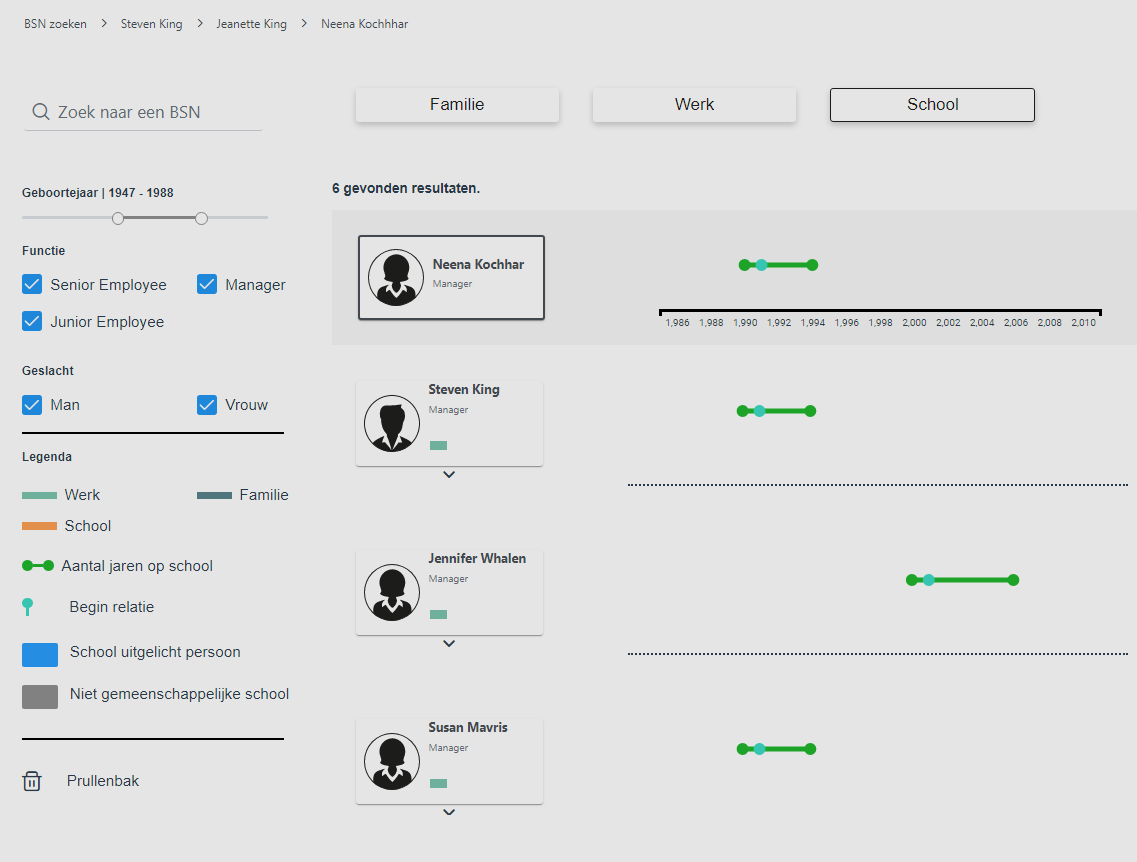 BSN zoeken > Steven King > Jeanette King > Neena Kochhhar
Zoek naar een BSN
Familie
Werk
School
Geboortejaar | 1947 - 1988
Functie
Senior Employee
Manager
Junior Employee
Geslacht
Man
Vrouw
Legenda
Werk
Familie
School
Aantal jaren op school
Begin relatie
School uitgelicht persoon
Niet gemeenschappelijke school
Prullenbak
6 gevonden resultaten.
Neena Kochhar
Manager
1,986 1,988 1,990 1,992 1,994 1,996 1,998 2,000 2,002 2,004 2,006 2,008 2,010
Steven King
Manager
Jennifer Whalen
Manager
Susan Mavris
Manager